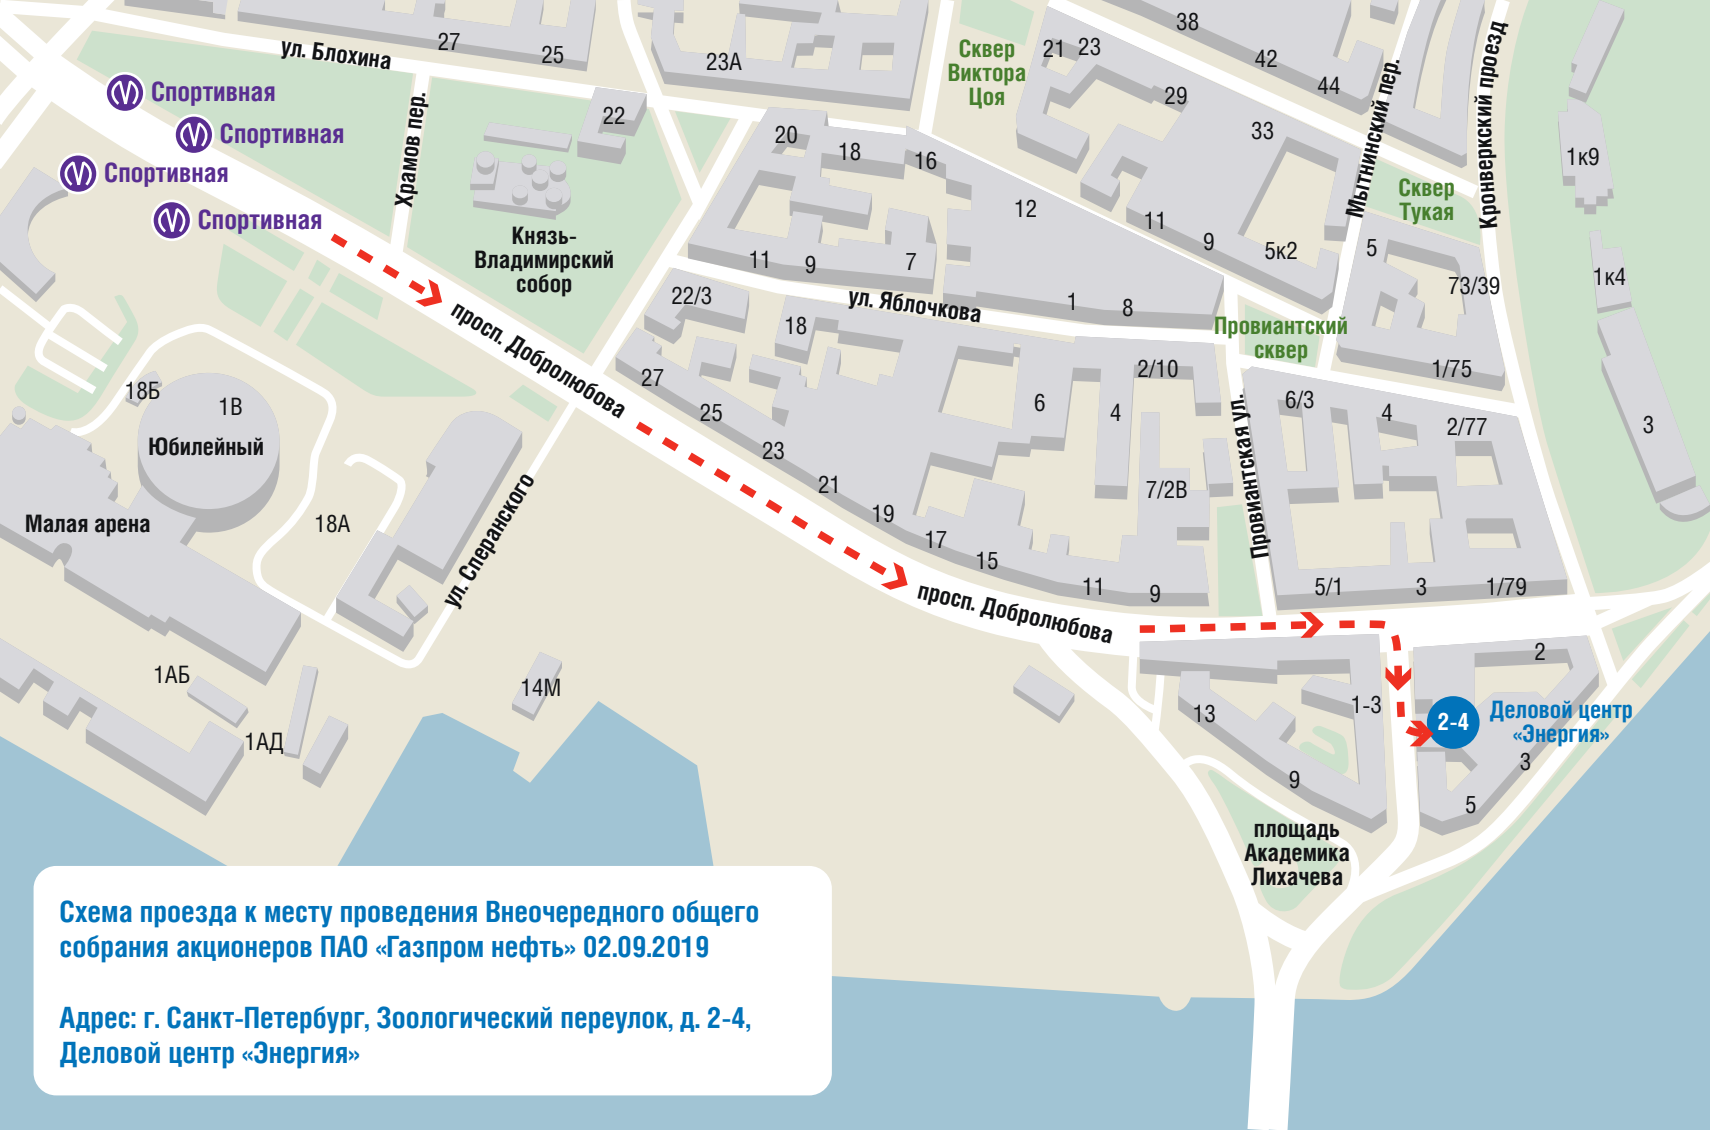 38
27
ул. Блохина
25
23А
21
23
Сквер
Виктора
Цоя
42
44
29
Мытнинский пер.
Кронверкский проезд
Спортивная
Спортивная
Спортивная
Спортивная
Храмов пер.
22
20
18
16
33
1к9
Сквер
Тукая
12
11
9
5к2
5
Князь-
Владимирский
собор
11
9
7
1к4
73/39
22/3
18
ул. Яблочкова
1
8
просп. Добролюбова
Провиантский
сквер
18Б
1В
Юбилейный
27
25
23
21
19
17
15
11
9
6
4
2/10
7/2В
1/75
Провиантская ул.
6/3
4
2/77
3
Малая арена
18А
ул. Сперанского
просп. Добролюбова
5/1
3
1/79
1АБ
1АД
14М
13
1-3
9
2
2-4
Деловой центр
«Энергия»
3
5
площадь
Академика
Лихачева
Схема проезда к месту проведения Внеочередного общего
собрания акционеров ПАО «Газпром нефть» 02.09.2019
Адрес: г. Санкт-Петербург, Зоологический переулок, д. 2-4,
Деловой центр «Энергия»